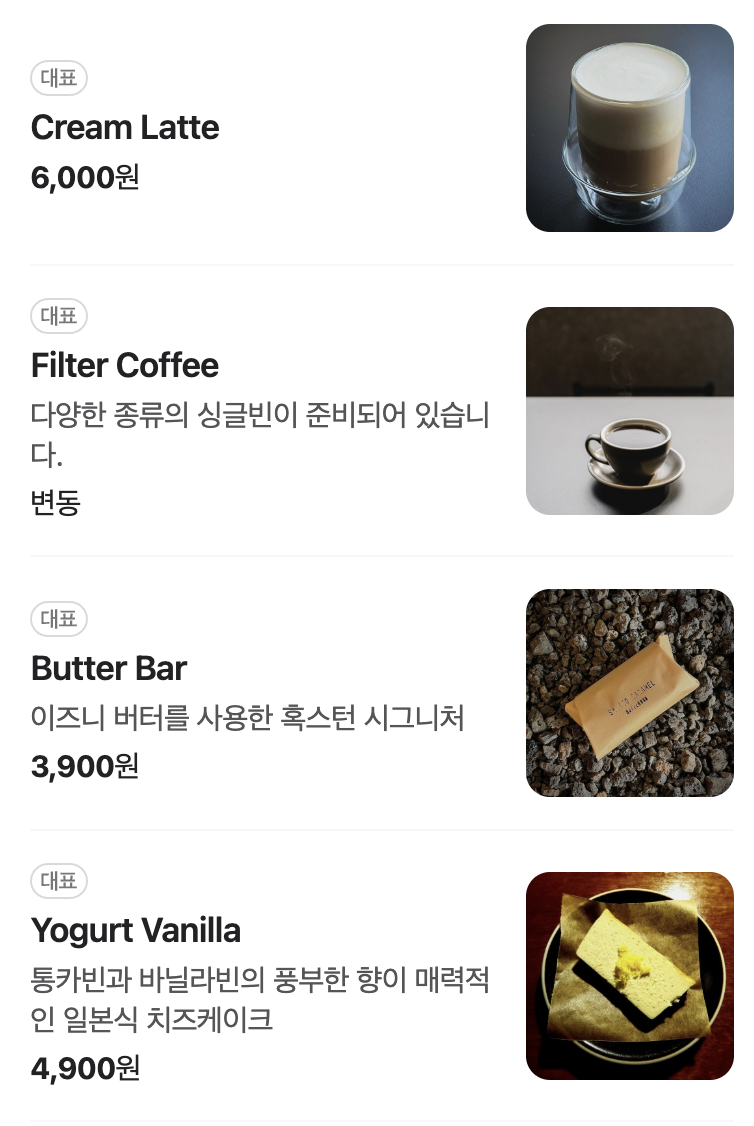 대표
Cream Latte
6,000원
대표
Filter Coffee
다양한 종류의 싱글빈이 준비되어 있습니
다.
변동
대표
Butter Bar
이즈니 버터를 사용한 혹스턴 시그니처
3,900원
대표
Yogurt Vanilla
통카빈과 바닐라빈의 풍부한 향이 매력적
인 일본식 치즈케이크
4,900원